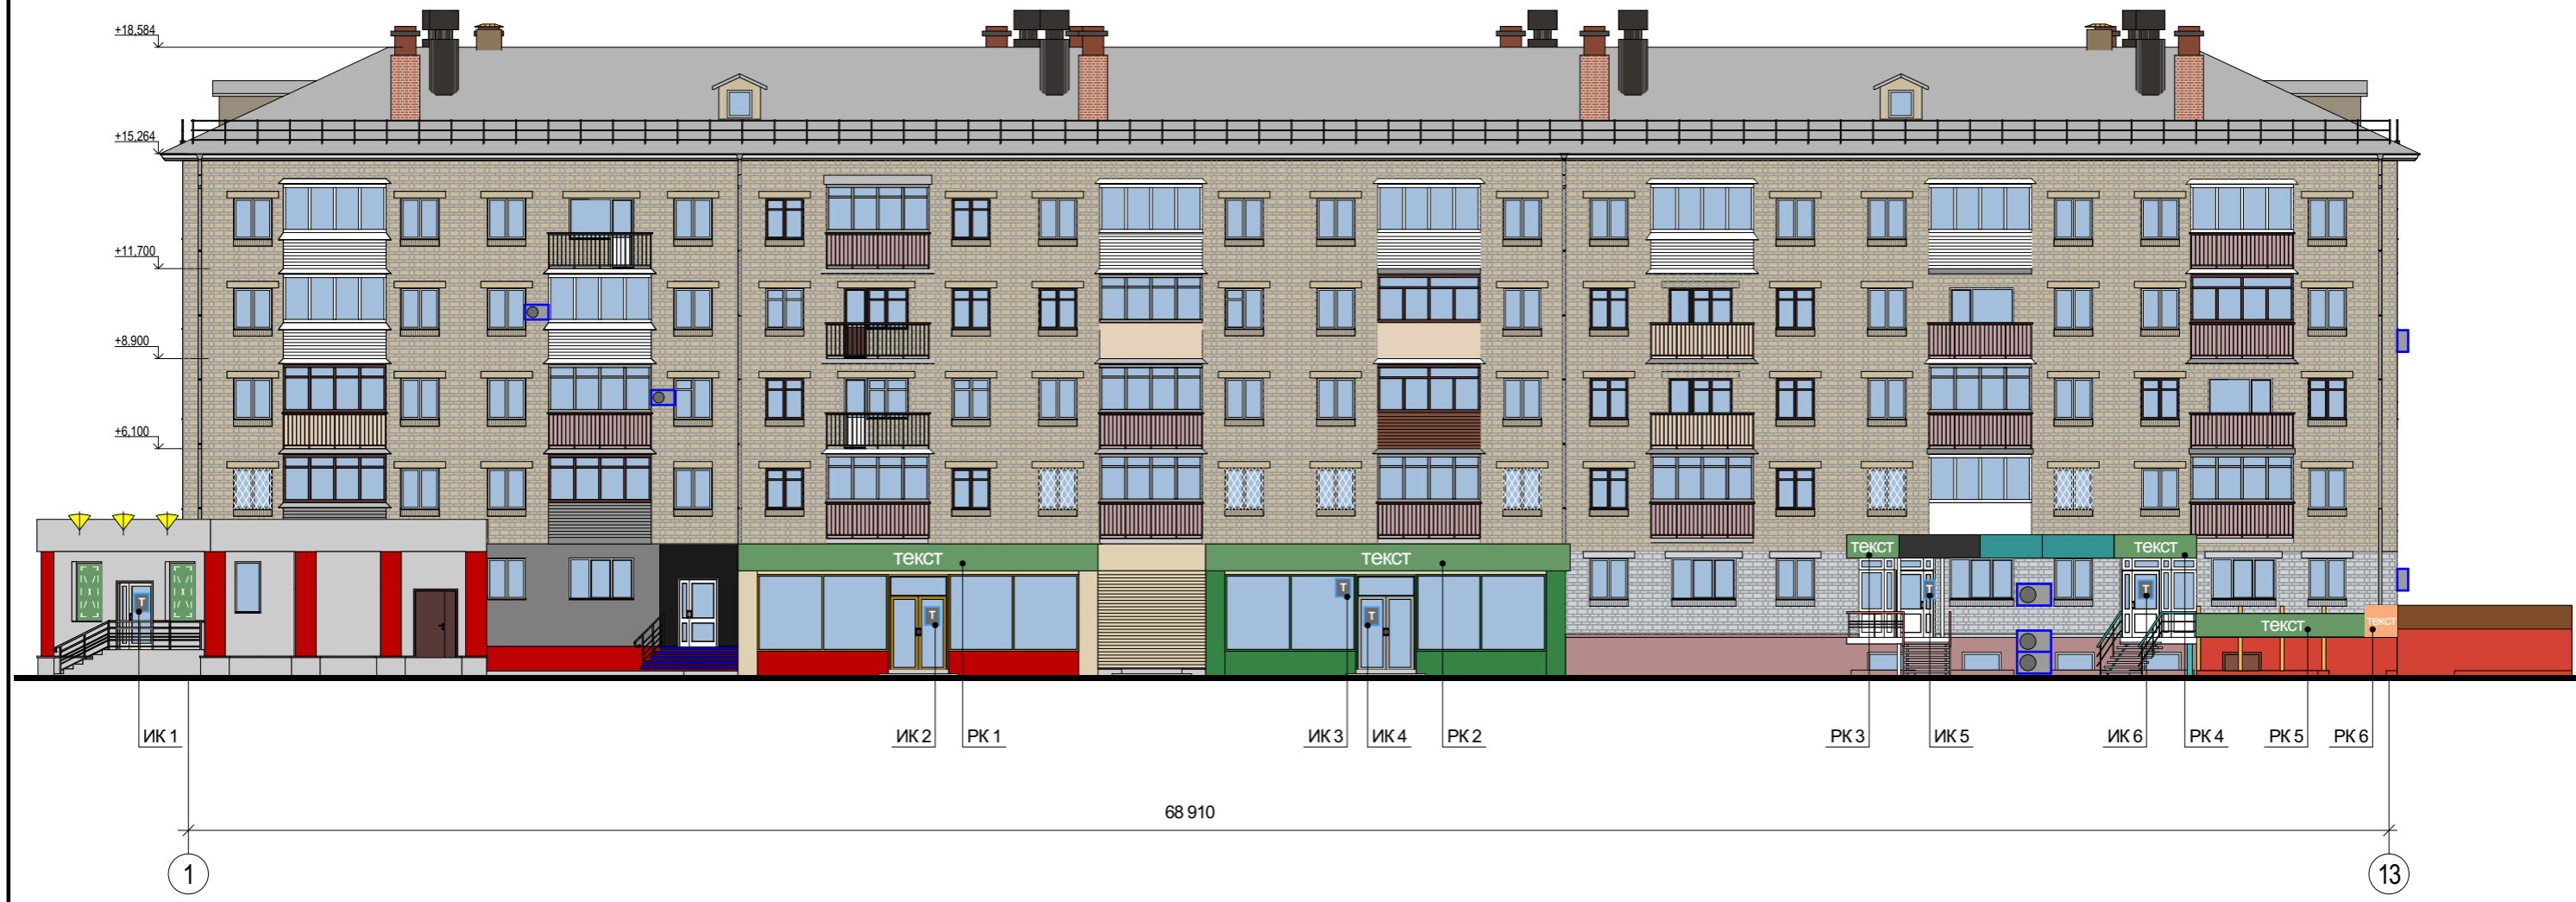 +18,584
+15,264
+11,700
+8,900
+6,100
текст
текст
текст
текст
текст
текст
Т
Т
Т
Т
Т
Т
ИК 1
ИК 2
РК 1
ИК 3
ИК 4
РК 2
РК 3
ИК 5
ИК 6
РК 4
РК 5
РК 6
68 910
1
13